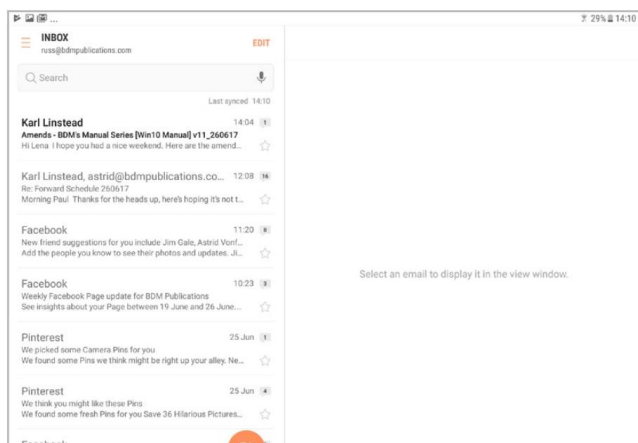 29% 14:10
INBOX
russ@bdmpublications.com
EDIT
Search
Last synced 14:10
Karl Linstead 14:04 1
Amends - BDM's Manual Series [Win10 Manual] v11_260617
Hi Lena I hope you had a nice weekend. Here are the amend...
Karl Linstead, astrid@bdmpublications.co... 12:08 16
Re: Forward Schedule 260617
Morning Paul Thanks for the heads up, here's hoping it's not t...
Facebook 11:20 8
New friend suggestions for you include Jim Gale, Astrid Vonf...
Add the people you know to see their photos and updates. Ji...
Facebook 10:23 3
Weekly Facebook Page update for BDM Publications
See insights about your Page between 19 June and 26 June...
Pinterest 25 Jun 1
We picked some Camera Pins for you
We found some Pins we think might be right up your alley. Ne...
Pinterest 25 Jun 4
We think you might like these Pins
We found some fresh Pins for you Save 36 Hilarious Pictures...
Facebook
Select an email to display it in the view window.